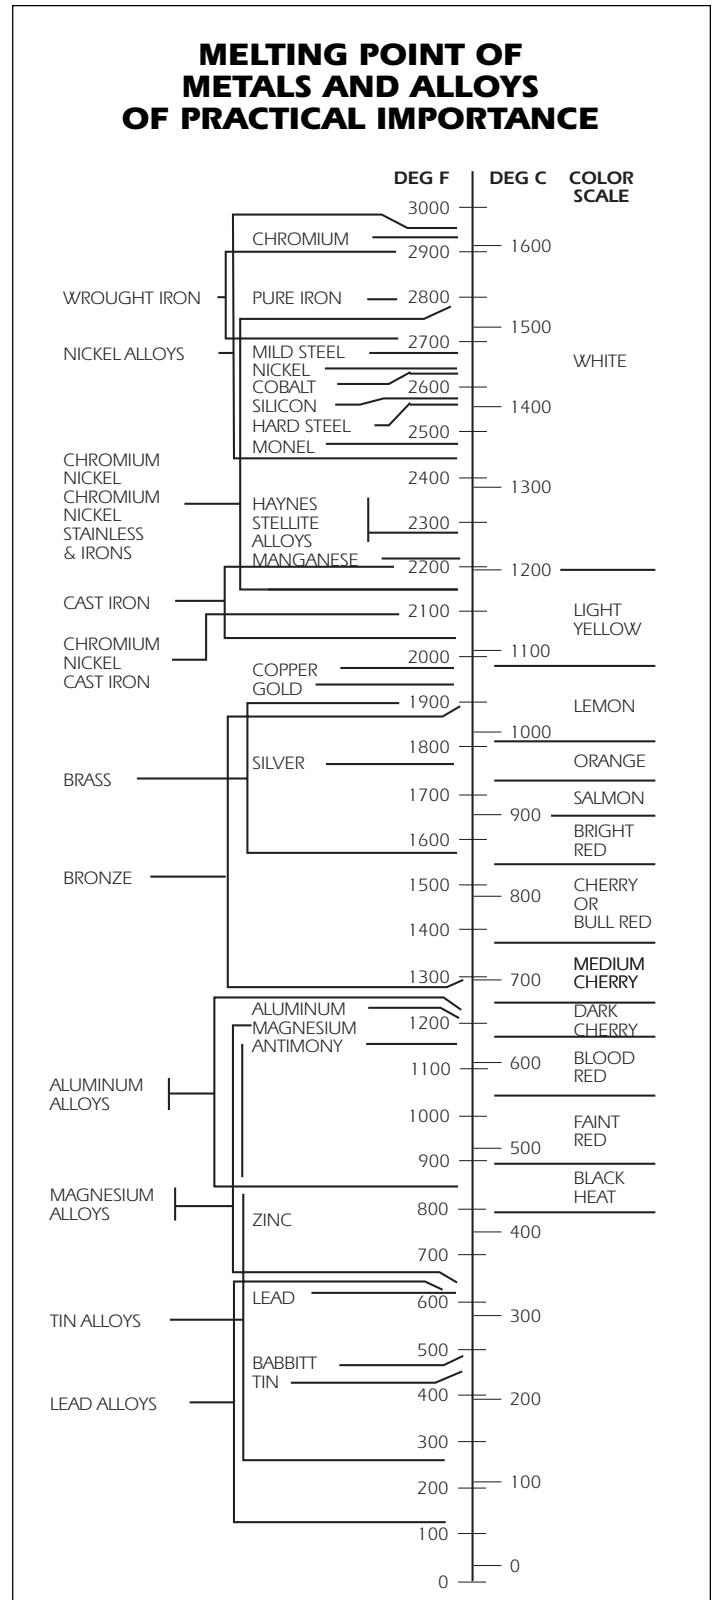 MELTING POINT OF
METALS AND ALLOYS
OF PRACTICAL IMPORTANCE
DEG F
DEG C
COLOR
SCALE
WROUGHT IRON
NICKEL ALLOYS
CHROMIUM
NICKEL
CHROMIUM
NICKEL
STAINLESS
& IRONS
CAST IRON
CHROMIUM
NICKEL
CAST IRON
BRASS
BRONZE
ALUMINUM
ALLOYS
MAGNESIUM
ALLOYS
TIN ALLOYS
LEAD ALLOYS
CHROMIUM
PURE IRON
MILD STEEL
NICKEL
COBALT
SILICON
HARD STEEL
MONEL
HAYNES
STELLITE
ALLOYS
MANGANESE
COPPER
GOLD
SILVER
ALUMINUM
MAGNESIUM
ANTIMONY
ZINC
LEAD
BABBITT
TIN
3000
2900
2800
2700
2600
2500
2400
2300
2200
2100
2000
1900
1800
1700
1600
1500
1400
1300
1200
1100
1000
900
800
700
600
500
400
300
200
100
0
1600
1500
1400
1300
1200
1100
1000
900
800
700
600
500
400
300
200
100
0
WHITE
LIGHT
YELLOW
LEMON
ORANGE
SALMON
BRIGHT
RED
CHERRY
OR
BULL RED
MEDIUM
CHERRY
DARK
CHERRY
BLOOD
RED
FAINT
RED
BLACK
HEAT